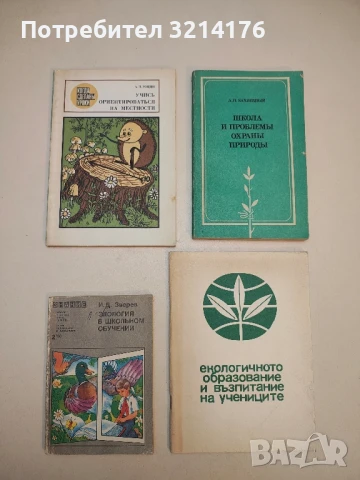 Потребител 3214176
УЧИСЬ
ОРИЕНТИРОВАТЬСЯ
НА МЕСТНОСТИ
ШКОЛА
И ПРОБЛЕМЫ
ОХРАНЫ
ПРИРОДЫ
И.Д. Зверев
ЭКОЛОГИЯ
В ШКОЛЬНОМ
ОБУЧЕНИИ
екологичното
образование
и възпитание
на учениците
BAZAR